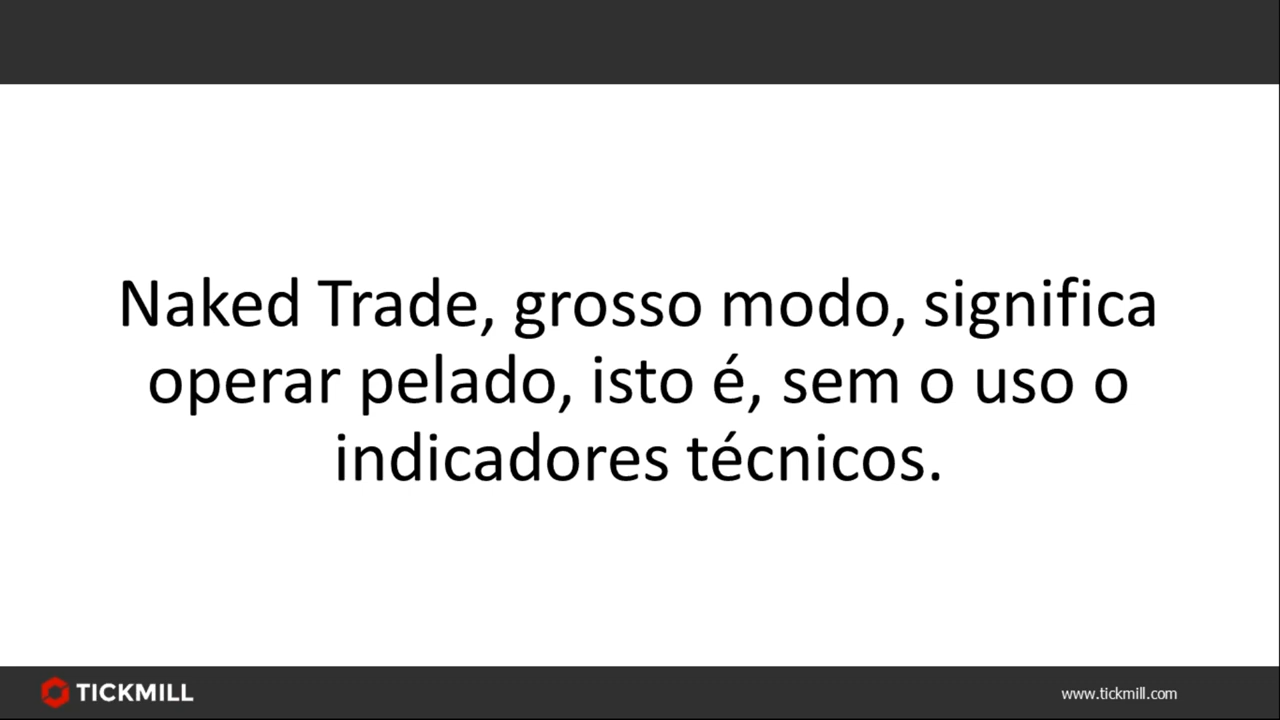 Naked Trade, grosso modo, significa
operar pelado, isto é, sem o uso o
indicadores técnicos.
TICKMILL
www.tickmill.com